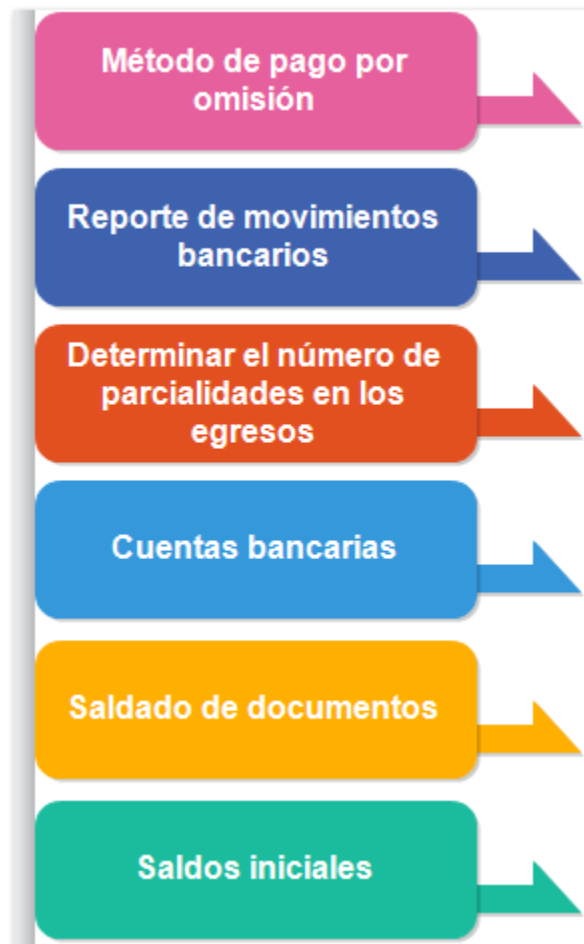 Método de pago por
omisión
Reporte de movimientos
bancarios
Determinar el número de
parcialidades en los
egresos
Cuentas bancarias
Saldado de documentos
Saldos iniciales